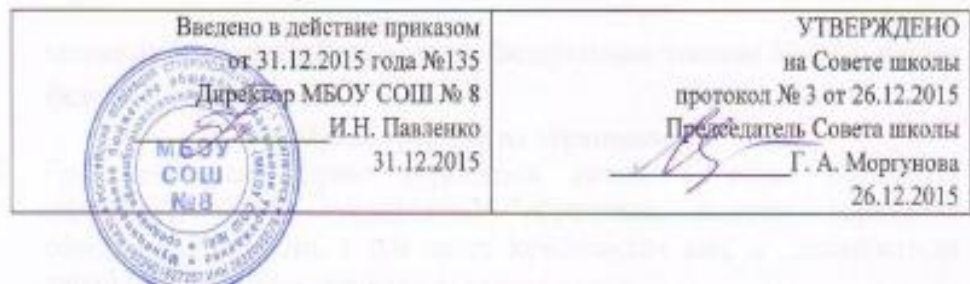 Введено в действие приказом
от 31.12.2015 года №135
Директор МБОУ СОШ № 8
И.Н. Павленко
31.12.2015
МБОУ
СОШ
№8
УТВЕРЖДЕНО
на Совете школы
протокол № 3 от 26.12.2015
Председатель Совета школы
Г. А. Моргунова
26.12.2015